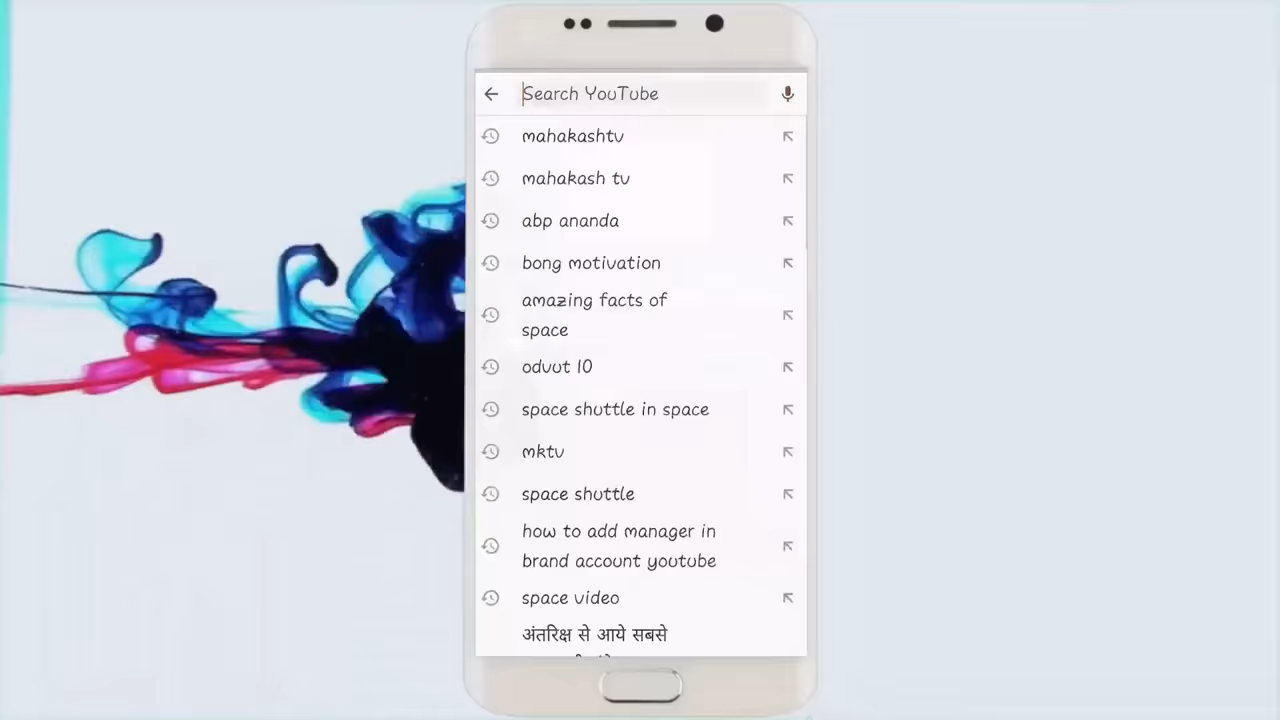 Search YouTube
mahakashtv
mahakash tv
abp ananda
bong motivation
amazing facts of
space
odvut 10
space shuttle in space
mktv
space shuttle
how to add manager in
brand account youtube
space video
अंतरिक्ष से आये सबसे